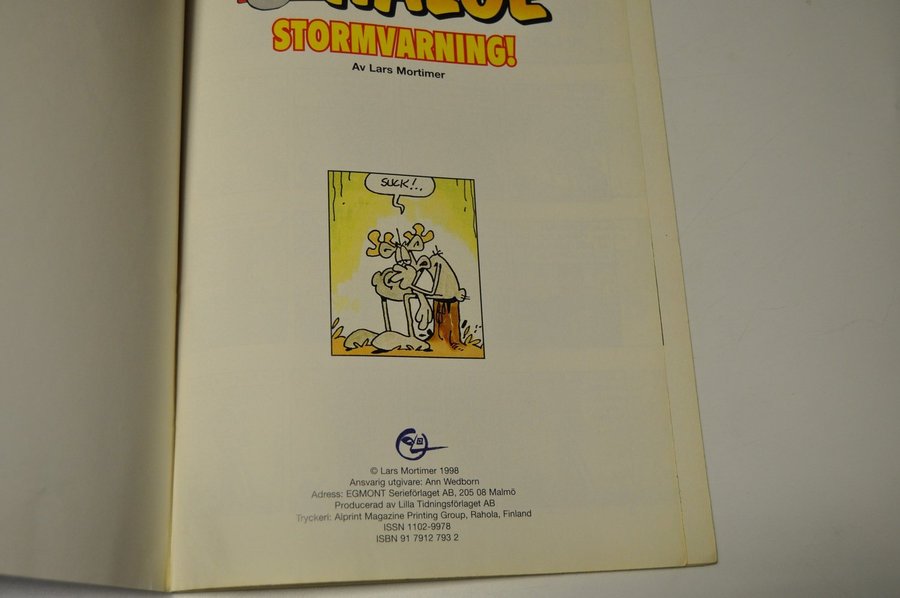 STORMVARNING!
Av Lars Mortimer
SUCK!..
© Lars Mortimer 1998
Ansvarig utgivare: Ann Wedborn
Adress: EGMONT Serieförlaget AB, 205 08 Malmö
Producerad av Lilla Tidningsförlaget AB
Tryckeri: Aiprint Magazine Printing Group, Rahola, Finland
ISSN 1102-9978
ISBN 91 7912 793 2